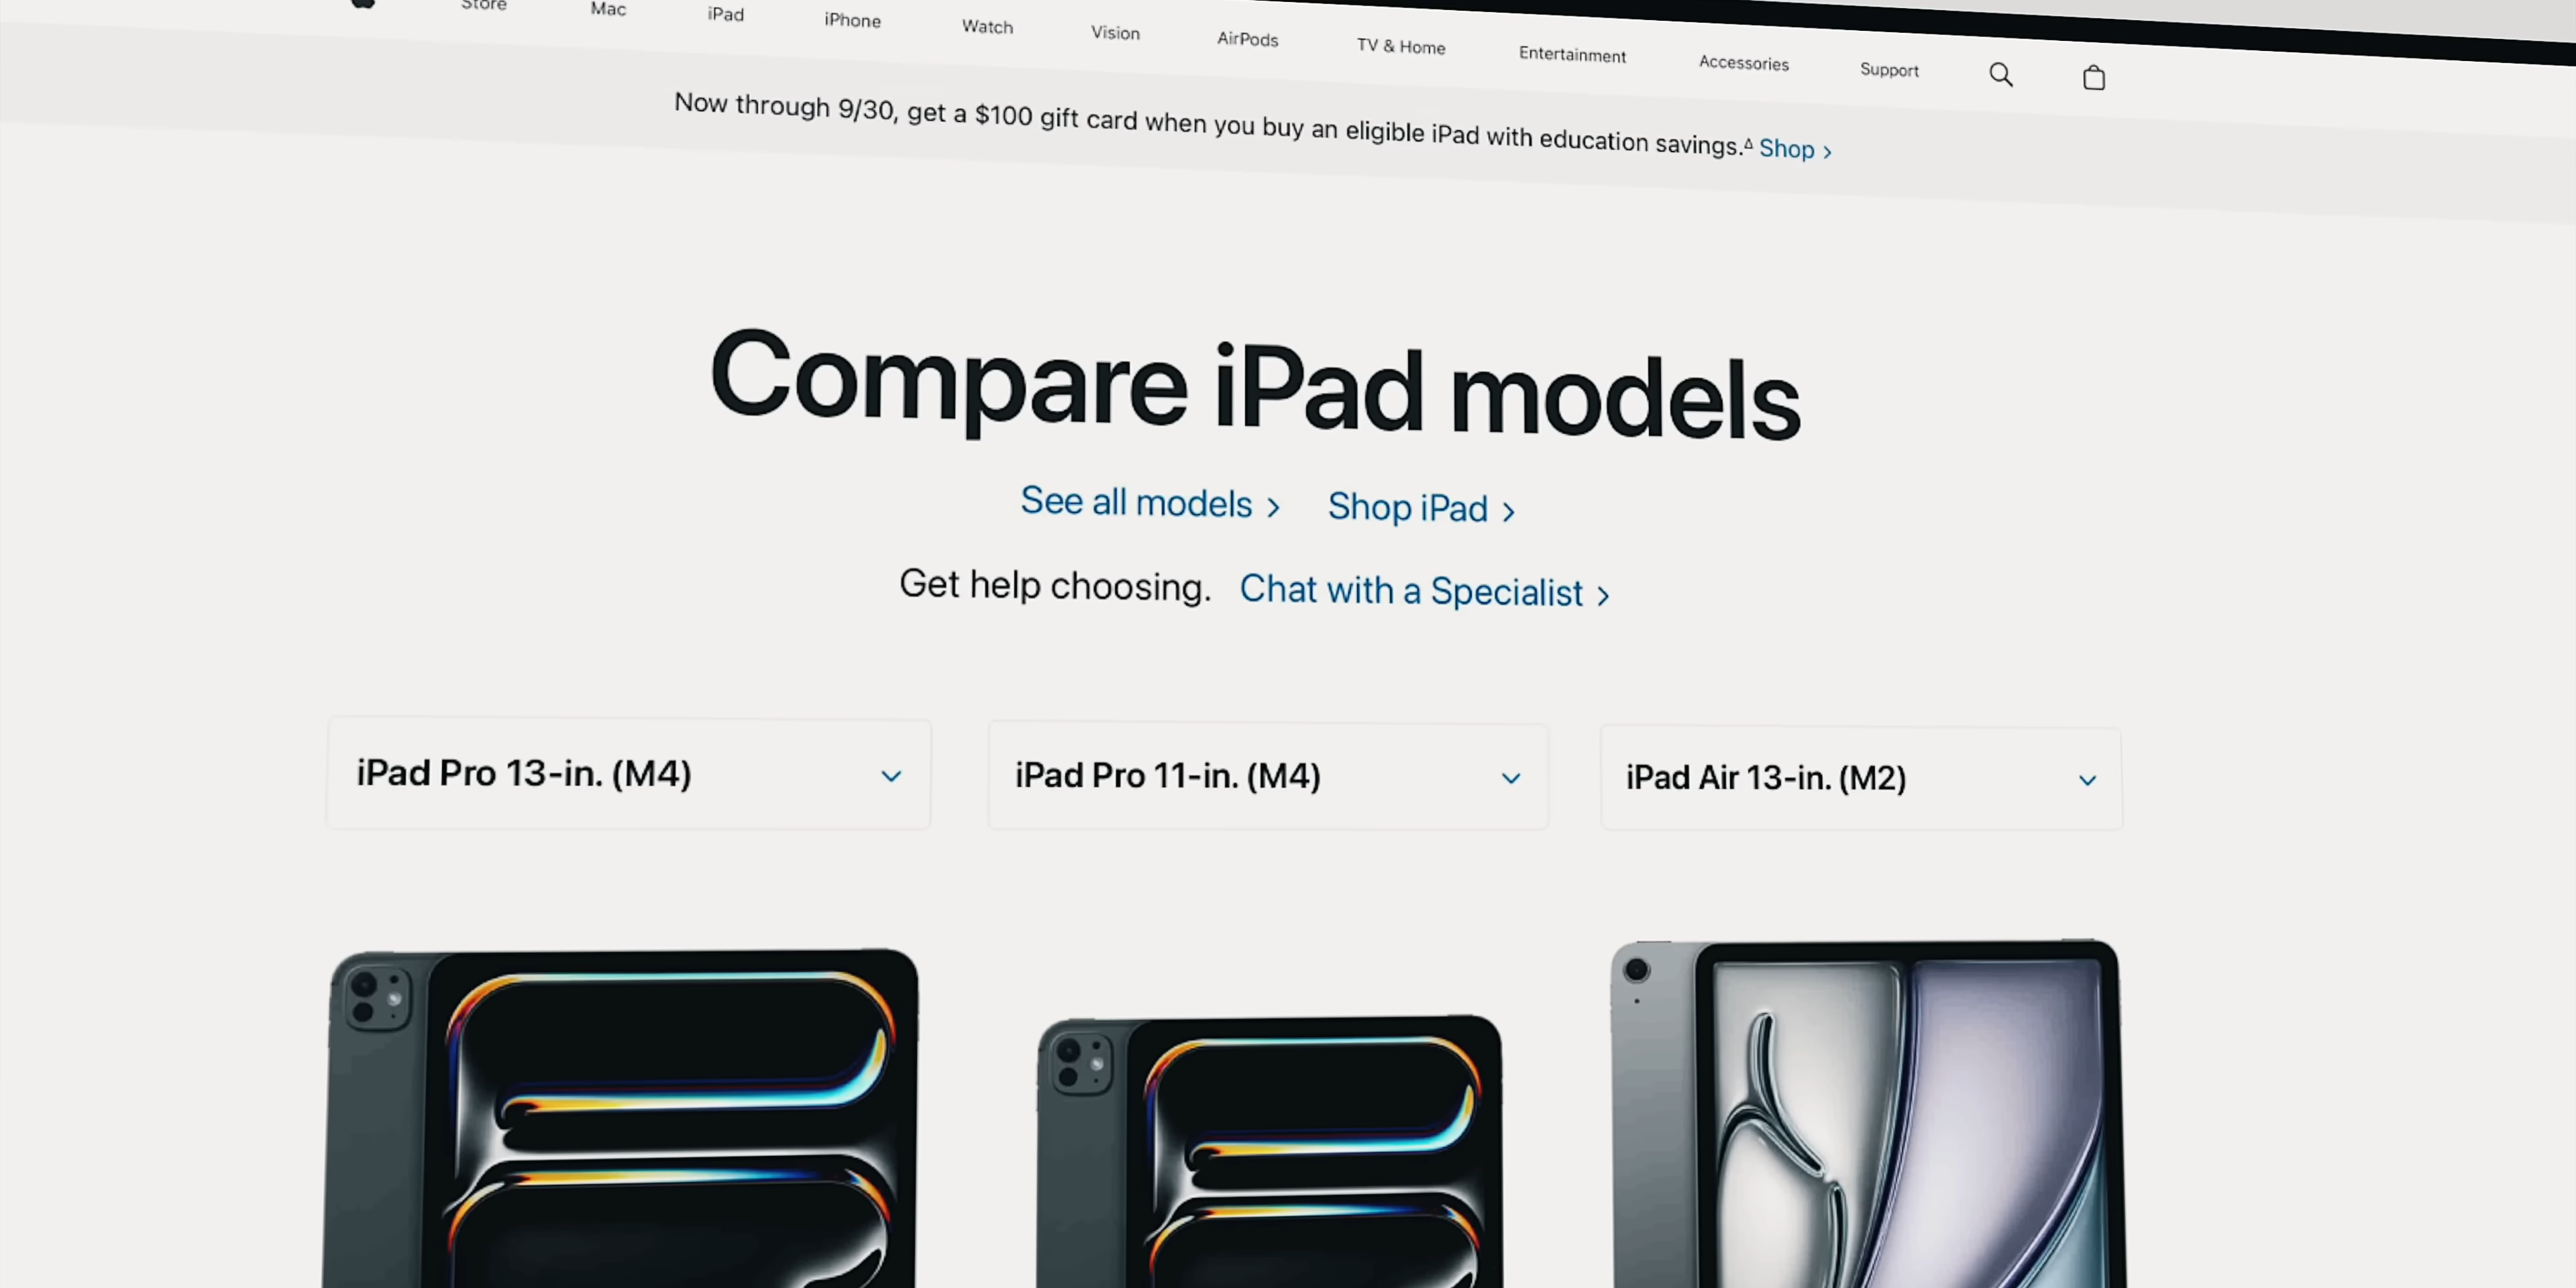 Store Mac iPad iPhone Watch Vision AirPods TV & Home Entertainment Accessories Support
Now through 9/30, get a $100 gift card when you buy an eligible iPad with education savings.Δ Shop >
Compare iPad models
See all models > Shop iPad >
Get help choosing. Chat with a Specialist >
iPad Pro 13-in. (M4)
iPad Pro 11-in. (M4)
iPad Air 13-in. (M2)